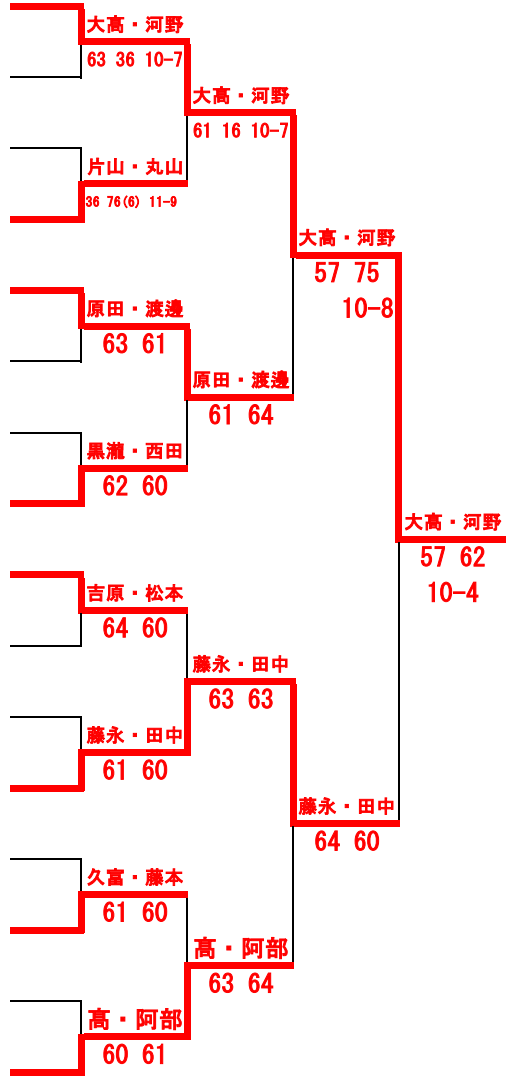 大高・河野
63 36 10-7
大高・河野
61 16 10-7
片山・丸山
36 76(6) 11-9
大高・河野
57 75
10-8
原田・渡邊
63 61
原田・渡邊
61 64
黒瀧・西田
62 60
大高・河野
57 62
10-4
吉原・松本
64 60
藤永・田中
63 63
藤永・田中
61 60
藤永・田中
64 60
久富・藤本
61 60
髙・阿部
63 64
髙・阿部
60 61